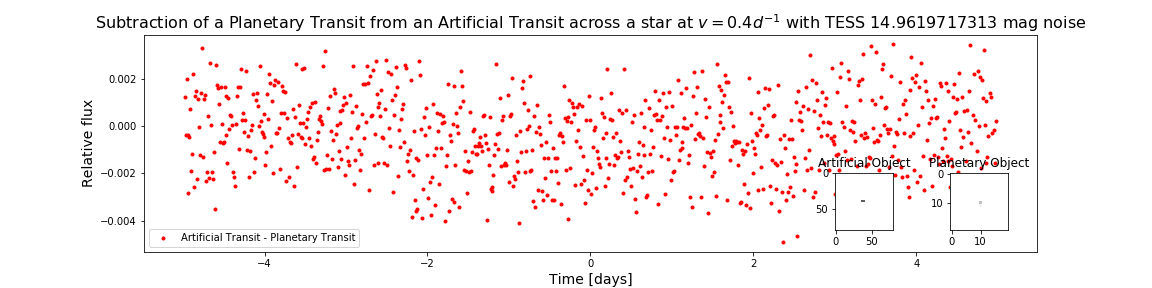 Subtraction of a Planetary Transit from an Artificial Transit across a star at v = 0.4d⁻¹ with TESS 14.9619717313 mag noise
Relative flux
0.002
0.000
−0.002
−0.004
Artificial Object
0
50
0
50
Planetary Object
0
10
0
10
Artificial Transit - Planetary Transit
−4
−2
0
2
4
Time [days]